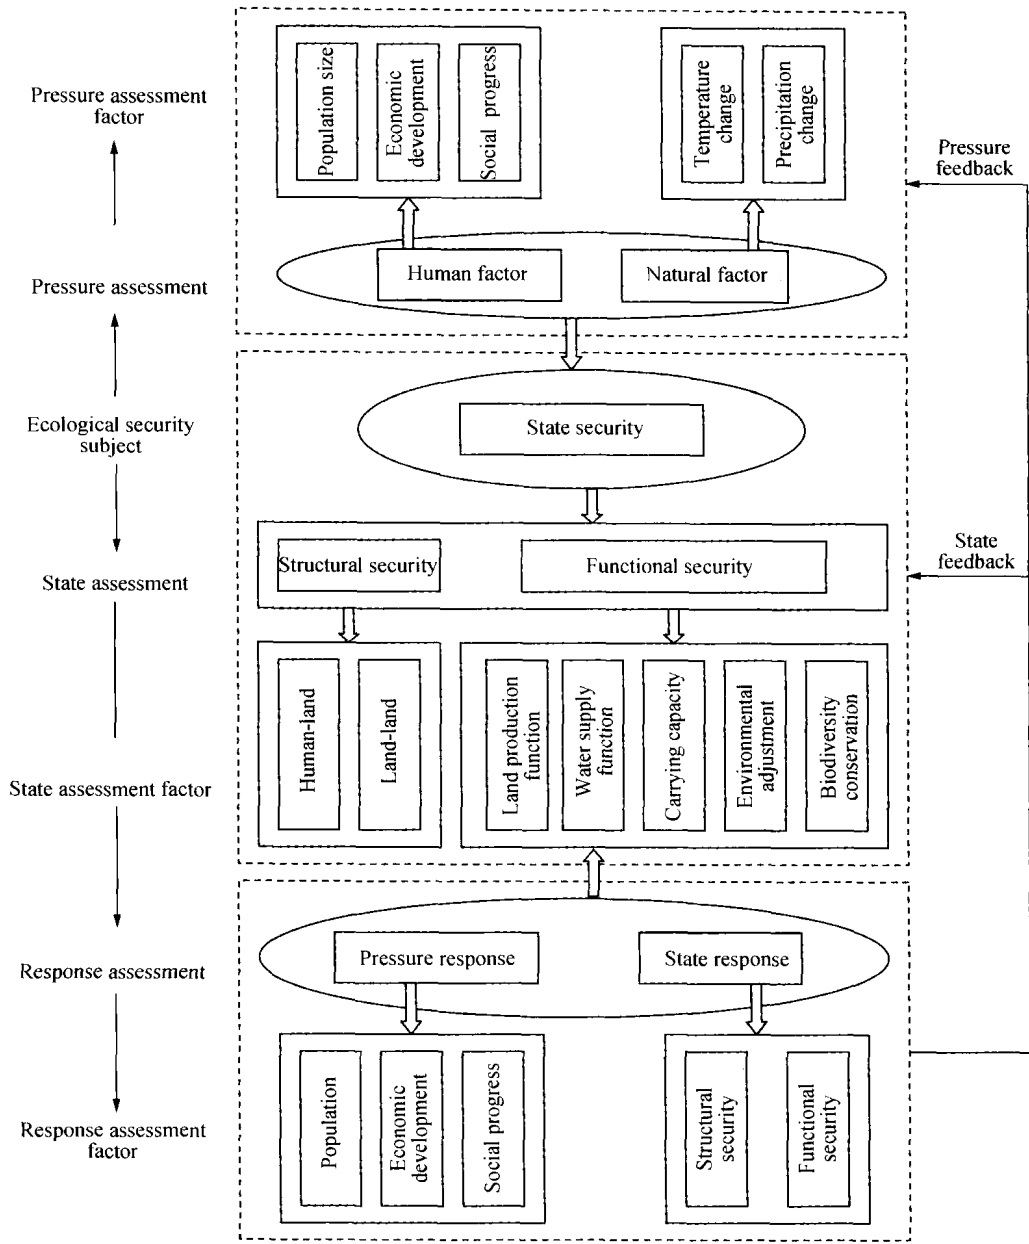 Pressure assessment
factor
Population size
Economic
development
Social progress
Temperature
change
Precipitation
change
Pressure
feedback
Pressure assessment
Human factor
Natural factor
Ecological security
subject
State security
State assessment
Structural security
Functional security
State
feedback
State assessment factor
Human-land
Land-land
Land production
function
Water supply
function
Carrying capacity
Environmental
adjustment
Biodiversity
conservation
Response assessment
Pressure response
State response
Response assessment
factor
Population
Economic
development
Social progress
Structural
security
Functional
security